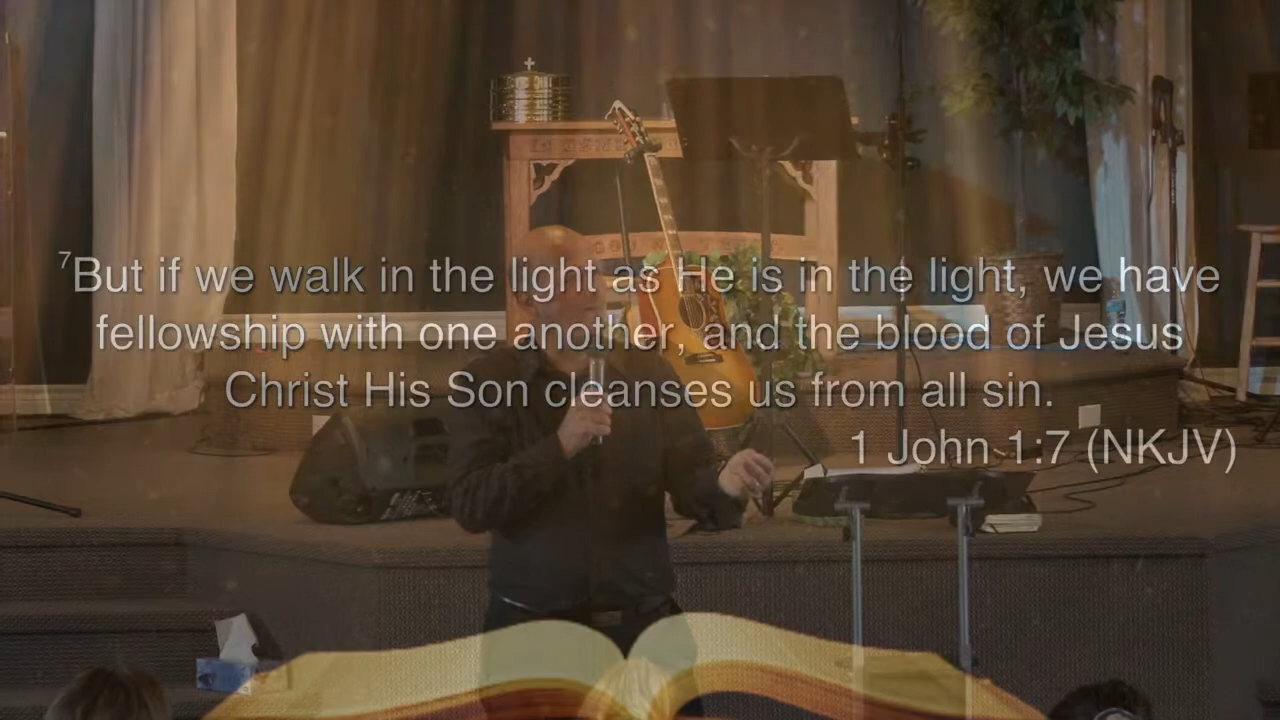 ⁷But if we walk in the light as He is in the light, we have
fellowship with one another, and the blood of Jesus
Christ His Son cleanses us from all sin.
1 John 1:7 (NKJV)